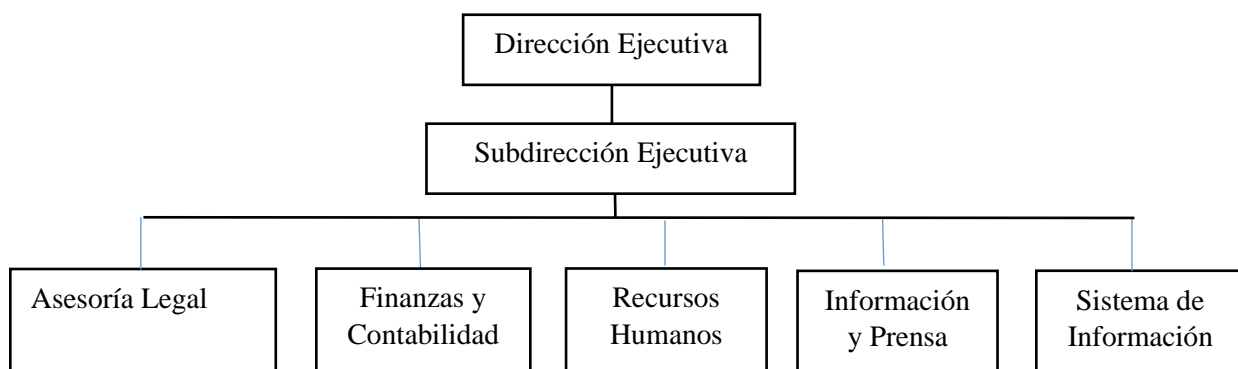 Dirección Ejecutiva
Subdirección Ejecutiva
Asesoría Legal
Finanzas y
Contabilidad
Recursos
Humanos
Información
y Prensa
Sistema de
Información